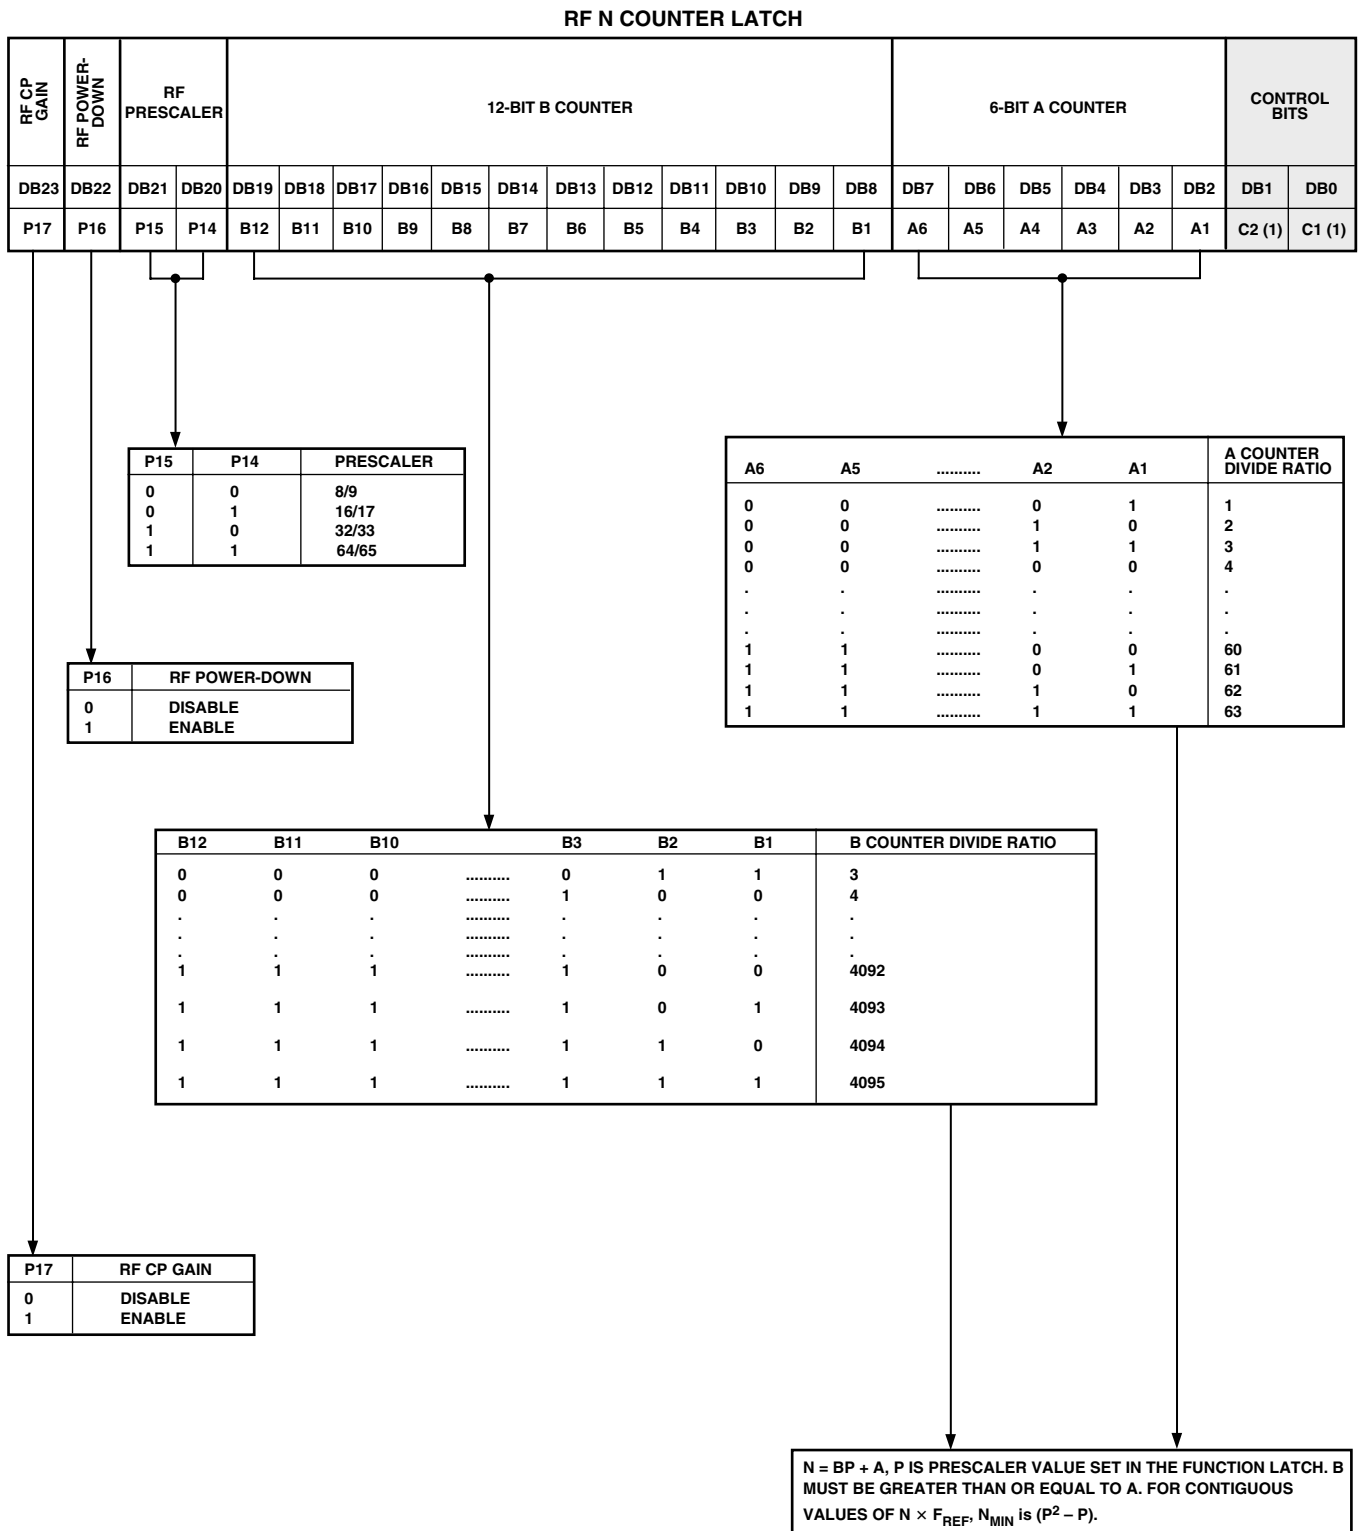 RF N COUNTER LATCH
RF CP GAIN
RF POWER-DOWN
RF PRESCALER
12-BIT B COUNTER
6-BIT A COUNTER
CONTROL BITS
DB23 DB22 DB21 DB20 DB19 DB18 DB17 DB16 DB15 DB14 DB13 DB12 DB11 DB10 DB9 DB8 DB7 DB6 DB5 DB4 DB3 DB2 DB1 DB0
P17 P16 P15 P14 B12 B11 B10 B9 B8 B7 B6 B5 B4 B3 B2 B1 A6 A5 A4 A3 A2 A1 C2 (1) C1 (1)
P15 P14 PRESCALER
0 0 8/9
0 1 16/17
1 0 32/33
1 1 64/65
A6 A5 .......... A2 A1 A COUNTER DIVIDE RATIO
0 0 .......... 0 1 1
0 0 .......... 1 0 2
0 0 .......... 1 1 3
0 0 .......... 0 0 4
. . .......... . . .
. . .......... . . .
. . .......... . . .
1 1 .......... 0 0 60
1 1 .......... 0 1 61
1 1 .......... 1 0 62
1 1 .......... 1 1 63
P16 RF POWER-DOWN
0 DISABLE
1 ENABLE
B12 B11 B10 B3 B2 B1 B COUNTER DIVIDE RATIO
0 0 0 .......... 0 1 1 3
0 0 0 .......... 1 0 0 4
. . . .......... . . . .
. . . .......... . . . .
. . . .......... . . . .
1 1 1 .......... 1 0 0 4092
1 1 1 .......... 1 0 1 4093
1 1 1 .......... 1 1 0 4094
1 1 1 .......... 1 1 1 4095
P17 RF CP GAIN
0 DISABLE
1 ENABLE
N = BP + A, P IS PRESCALER VALUE SET IN THE FUNCTION LATCH. B
MUST BE GREATER THAN OR EQUAL TO A. FOR CONTIGUOUS
VALUES OF N × F_REF, N_MIN is (P² – P).